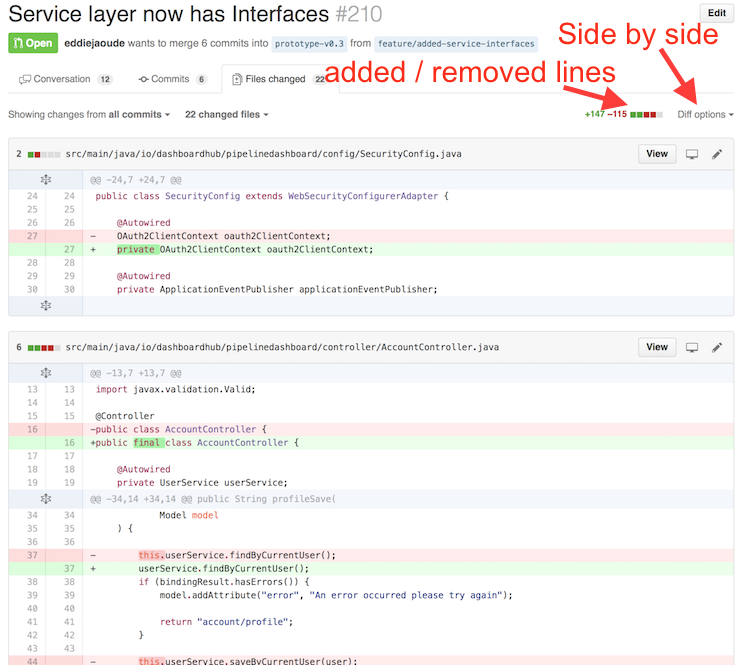 Service layer now has Interfaces #210
Edit
Open eddiejaoude wants to merge 6 commits into prototype-v0.3 from feature/added-service-interfaces
Side by side
Conversation 12 Commits 6 Files changed 22
added / removed lines
Showing changes from all commits 22 changed files +147 −115 Diff options
2 src/main/java/io/dashboardhub/pipelinedashboard/config/SecurityConfig.java View
@@ -24,7 +24,7 @@
24 24 public class SecurityConfig extends WebSecurityConfigurerAdapter {
25 25
26 26 @Autowired
27 - OAuth2ClientContext oauth2ClientContext;
27 + private OAuth2ClientContext oauth2ClientContext;
28 28
29 29 @Autowired
30 30 private ApplicationEventPublisher applicationEventPublisher;
6 src/main/java/io/dashboardhub/pipelinedashboard/controller/AccountController.java View
@@ -13,7 +13,7 @@
13 13 import javax.validation.Valid;
14 14
15 15 @Controller
16 -public class AccountController {
16 +public final class AccountController {
17 17
18 18 @Autowired
19 19 private UserService userService;
@@ -34,14 +34,14 @@ public String profileSave(
34 34 Model model
35 35 ) {
36 36
37 - this.userService.findByCurrentUser();
37 + userService.findByCurrentUser();
38 38 if (bindingResult.hasErrors()) {
39 39 model.addAttribute("error", "An error occurred please try again");
40 40
41 41 return "account/profile";
42 42 }
43 43
44 - this.userService.saveByCurrentUser(user);